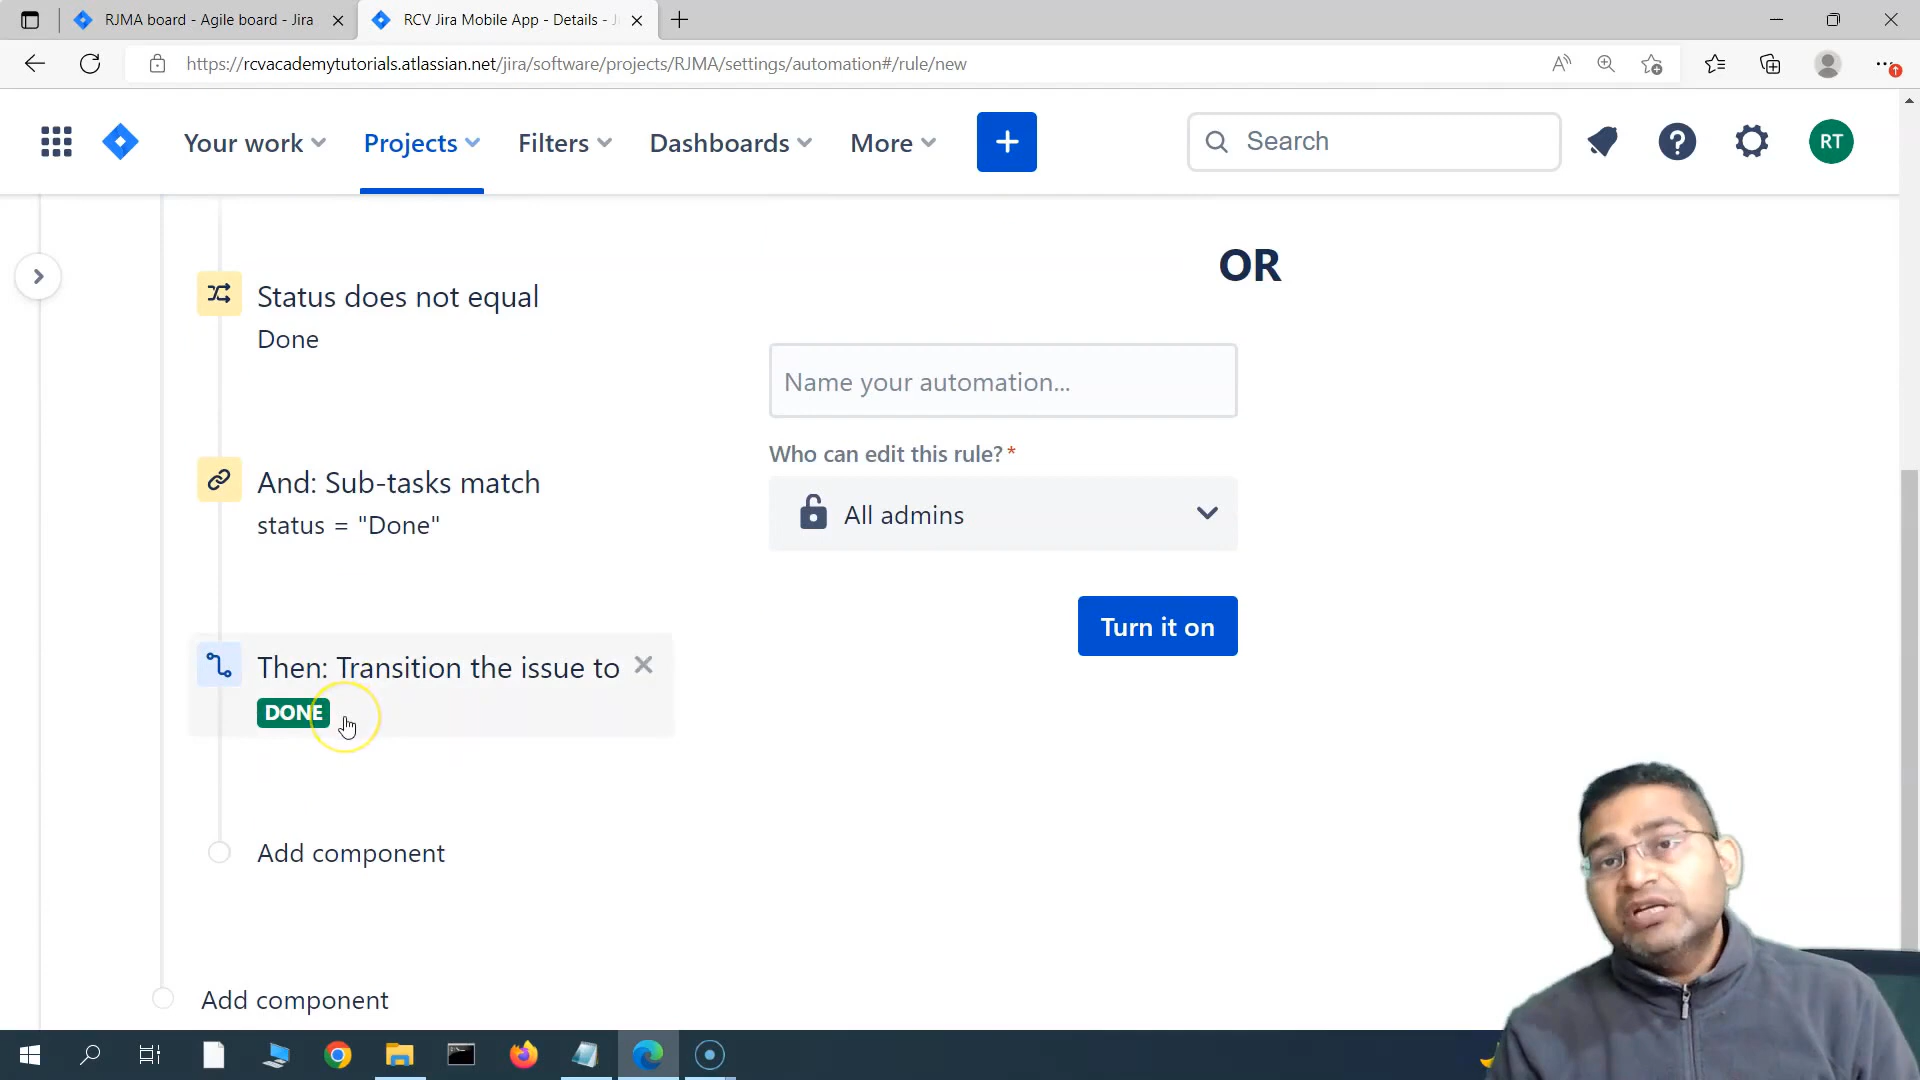 RJMA board - Agile board - Jira
RCV Jira Mobile App - Details - J
https://rcvacademytutorials.atlassian.net/jira/software/projects/RJMA/settings/automation#/rule/new
Your work
Projects
Filters
Dashboards
More
Search
RT
Status does not equal
Done
And: Sub-tasks match
status = "Done"
Then: Transition the issue to
DONE
Add component
Add component
OR
Name your automation...
Who can edit this rule?*
All admins
Turn it on